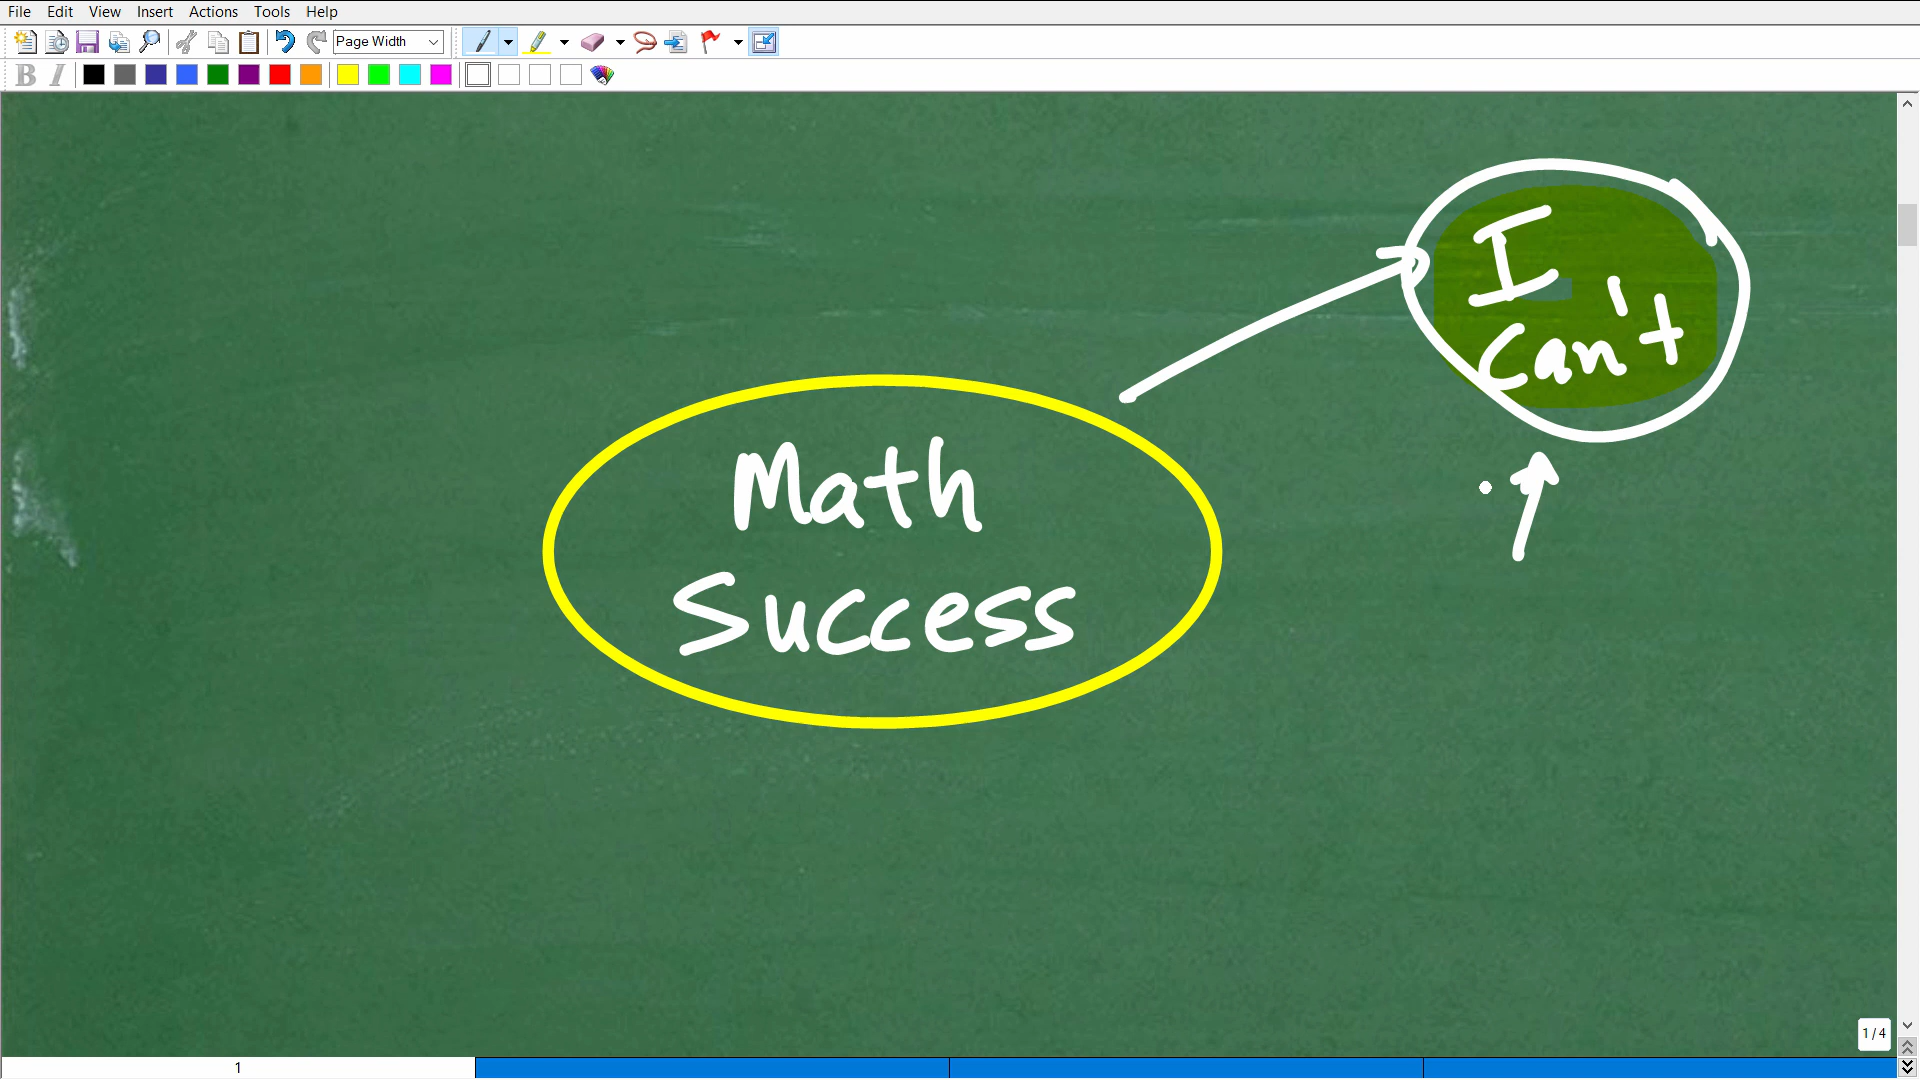 File Edit View Insert Actions Tools Help
Page Width
B I
I
Can't
Math
Success
1 / 4
1